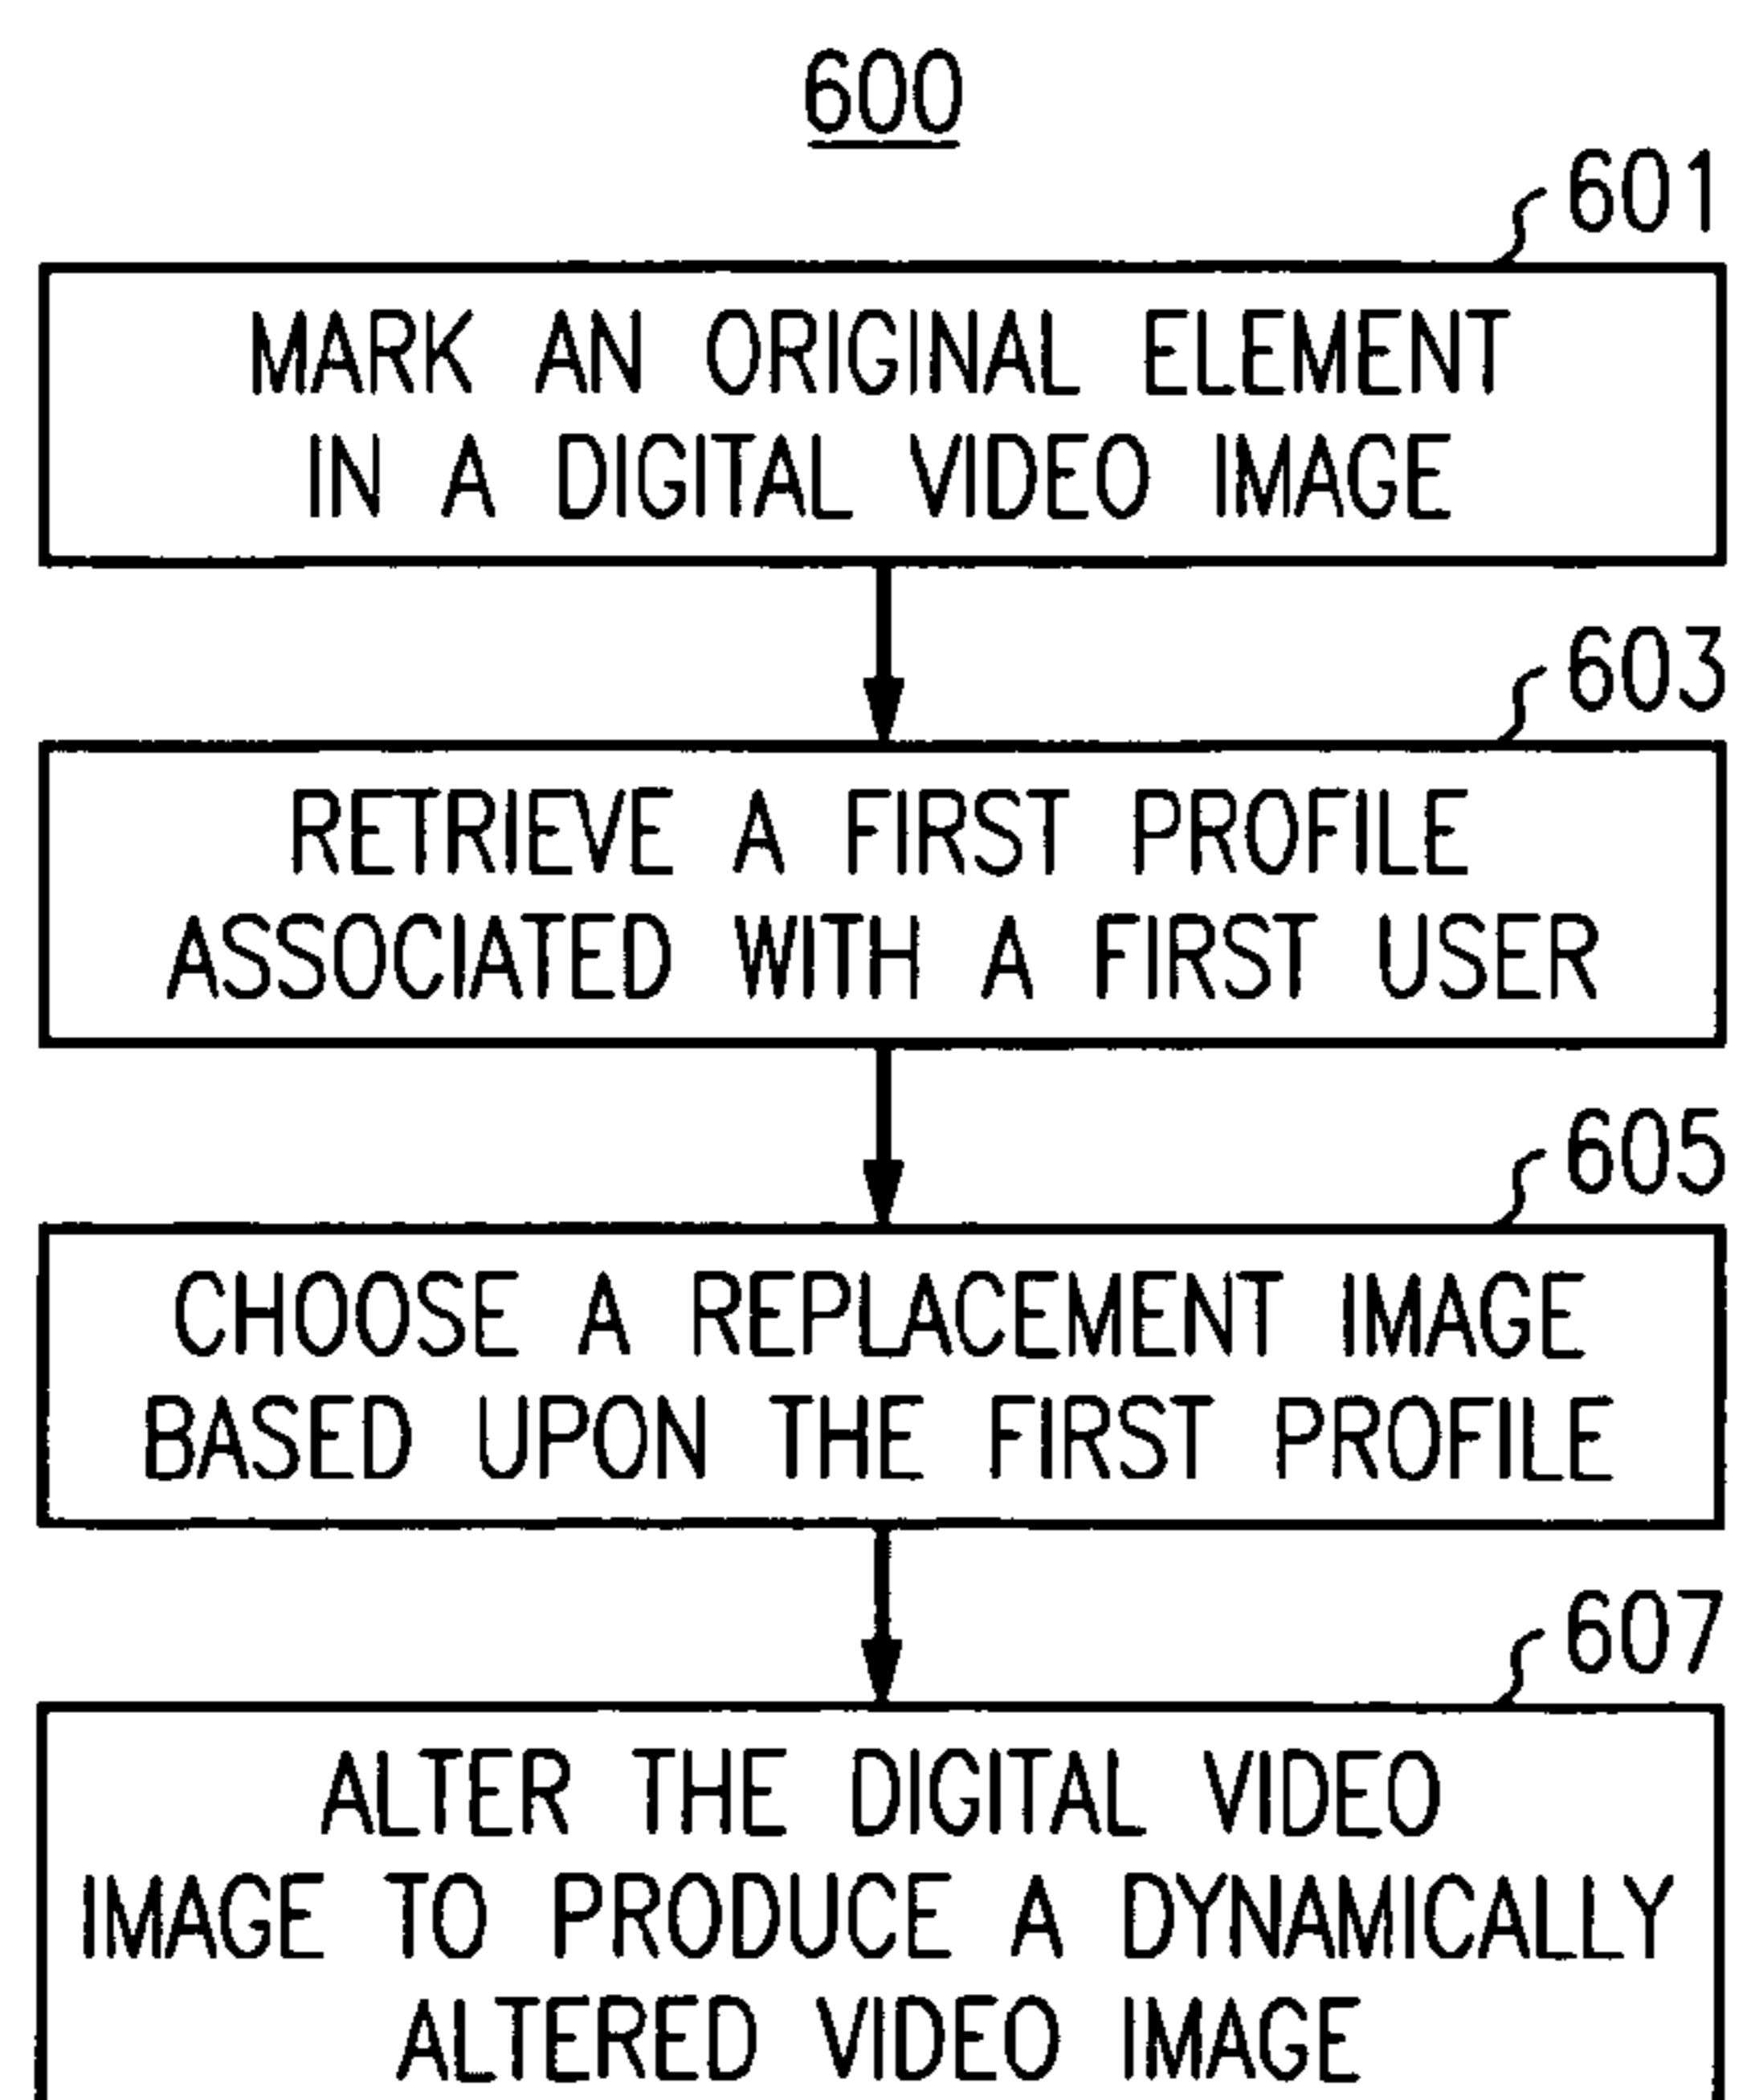 600
601
MARK AN ORIGINAL ELEMENT
IN A DIGITAL VIDEO IMAGE
603
RETRIEVE A FIRST PROFILE
ASSOCIATED WITH A FIRST USER
605
CHOOSE A REPLACEMENT IMAGE
BASED UPON THE FIRST PROFILE
607
ALTER THE DIGITAL VIDEO
IMAGE TO PRODUCE A DYNAMICALLY
ALTERED VIDEO IMAGE